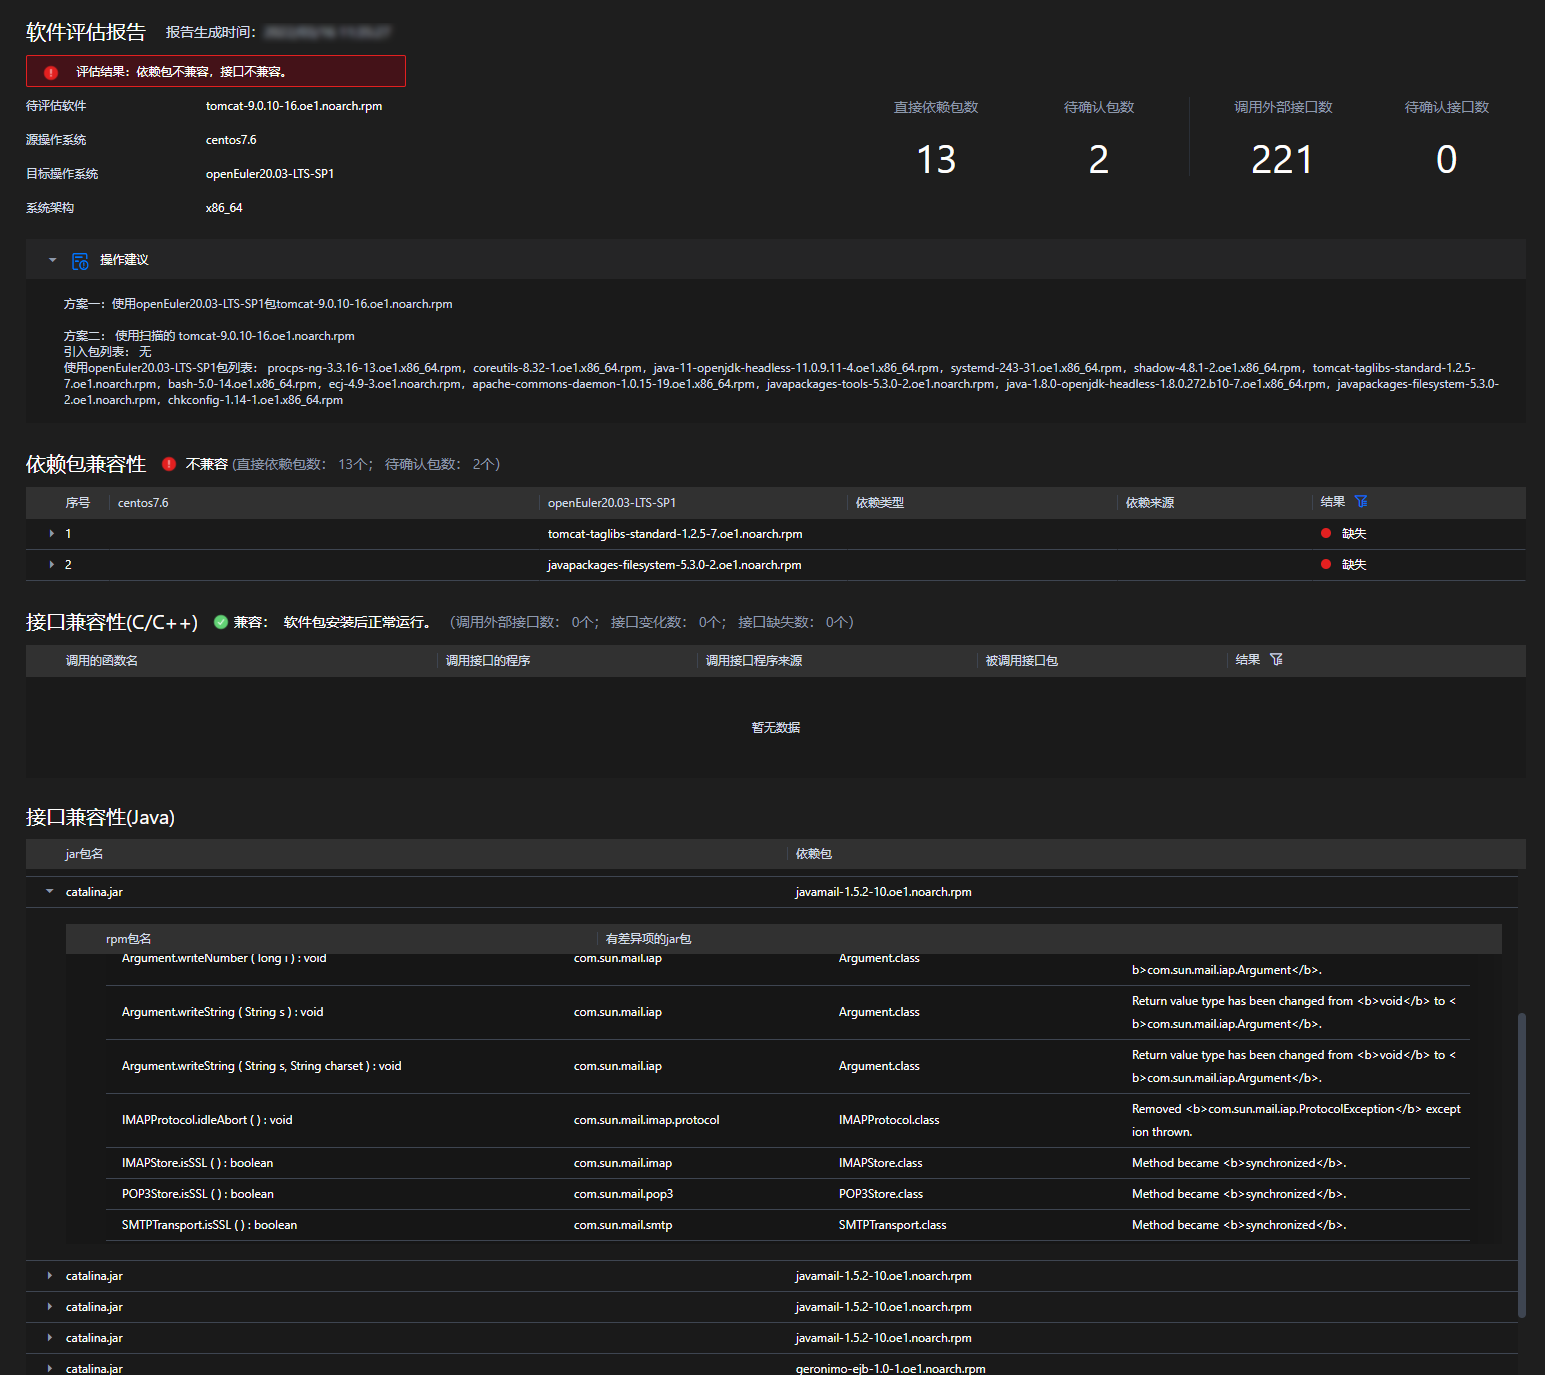 软件评估报告 报告生成时间：
评估结果：依赖包不兼容，接口不兼容。
待评估软件 tomcat-9.0.10-16.oe1.noarch.rpm
源操作系统 centos7.6
目标操作系统 openEuler20.03-LTS-SP1
系统架构 x86_64
直接依赖包数 待确认包数 调用外部接口数 待确认接口数
13 2 221 0
操作建议
方案一：使用openEuler20.03-LTS-SP1包tomcat-9.0.10-16.oe1.noarch.rpm
方案二： 使用扫描的 tomcat-9.0.10-16.oe1.noarch.rpm
引入包列表： 无
使用openEuler20.03-LTS-SP1包列表： procps-ng-3.3.16-13.oe1.x86_64.rpm，coreutils-8.32-1.oe1.x86_64.rpm，java-11-openjdk-headless-11.0.9.11-4.oe1.x86_64.rpm，systemd-243-31.oe1.x86_64.rpm，shadow-4.8.1-2.oe1.x86_64.rpm，tomcat-taglibs-standard-1.2.5-
7.oe1.noarch.rpm，bash-5.0-14.oe1.x86_64.rpm，ecj-4.9-3.oe1.noarch.rpm，apache-commons-daemon-1.0.15-19.oe1.x86_64.rpm，javapackages-tools-5.3.0-2.oe1.noarch.rpm，java-1.8.0-openjdk-headless-1.8.0.272.b10-7.oe1.x86_64.rpm，javapackages-filesystem-5.3.0-
2.oe1.noarch.rpm，chkconfig-1.14-1.oe1.x86_64.rpm
依赖包兼容性 不兼容 (直接依赖包数： 13个； 待确认包数： 2个）
序号 centos7.6 openEuler20.03-LTS-SP1 依赖类型 依赖来源 结果
1 tomcat-taglibs-standard-1.2.5-7.oe1.noarch.rpm 缺失
2 javapackages-filesystem-5.3.0-2.oe1.noarch.rpm 缺失
接口兼容性(C/C++) 兼容： 软件包安装后正常运行。 （调用外部接口数： 0个； 接口变化数： 0个； 接口缺失数： 0个）
调用的函数名 调用接口的程序 调用接口程序来源 被调用接口包 结果
暂无数据
接口兼容性(Java)
jar包名 依赖包
catalina.jar javamail-1.5.2-10.oe1.noarch.rpm
rpm包名 有差异项的jar包
Argument.writeNumber ( long i ) : void com.sun.mail.iap Argument.class
b>com.sun.mail.iap.Argument</b>.
Argument.writeString ( String s ) : void com.sun.mail.iap Argument.class Return value type has been changed from <b>void</b> to <
b>com.sun.mail.iap.Argument</b>.
Argument.writeString ( String s, String charset ) : void com.sun.mail.iap Argument.class Return value type has been changed from <b>void</b> to <
b>com.sun.mail.iap.Argument</b>.
IMAPProtocol.idleAbort ( ) : void com.sun.mail.imap.protocol IMAPProtocol.class Removed <b>com.sun.mail.iap.ProtocolException</b> except
ion thrown.
IMAPStore.isSSL ( ) : boolean com.sun.mail.imap IMAPStore.class Method became <b>synchronized</b>.
POP3Store.isSSL ( ) : boolean com.sun.mail.pop3 POP3Store.class Method became <b>synchronized</b>.
SMTPTransport.isSSL ( ) : boolean com.sun.mail.smtp SMTPTransport.class Method became <b>synchronized</b>.
catalina.jar javamail-1.5.2-10.oe1.noarch.rpm
catalina.jar javamail-1.5.2-10.oe1.noarch.rpm
catalina.jar javamail-1.5.2-10.oe1.noarch.rpm
catalina.jar geronimo-ejb-1.0-1.oe1.noarch.rpm